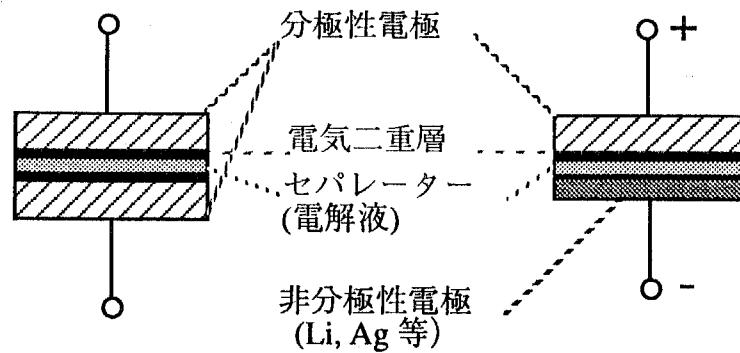 分極性電極
+
電気二重層
セパレーター
(電解液)
非分極性電極
(Li, Ag 等)
-